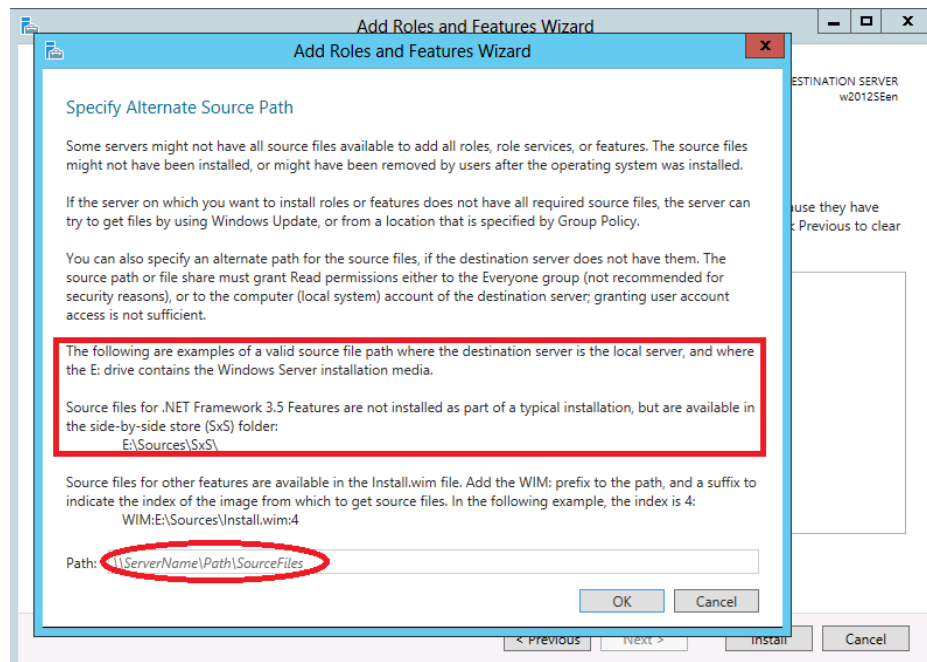 Add Roles and Features Wizard
Add Roles and Features Wizard
x
DESTINATION SERVER
w2012SEen
Specify Alternate Source Path
Some servers might not have all source files available to add all roles, role services, or features. The source files
might not have been installed, or might have been removed by users after the operating system was installed.
If the server on which you want to install roles or features does not have all required source files, the server can
try to get files by using Windows Update, or from a location that is specified by Group Policy.
they have
Previous to clear
You can also specify an alternate path for the source files, if the destination server does not have them. The
source path or file share must grant Read permissions either to the Everyone group (not recommended for
security reasons), or to the computer (local system) account of the destination server; granting user account
access is not sufficient.
The following are examples of a valid source file path where the destination server is the local server, and where
the E: drive contains the Windows Server installation media.
Source files for .NET Framework 3.5 Features are not installed as part of a typical installation, but are available in
the side-by-side store (SxS) folder:
E:\Sources\SxS\
Source files for other features are available in the Install.wim file. Add the WIM: prefix to the path, and a suffix to
indicate the index of the image from which to get source files. In the following example, the index is 4:
WIM:E:\Sources\Install.wim:4
Path: \\ServerName\Path\SourceFiles
OK Cancel
< Previous Next > Install Cancel